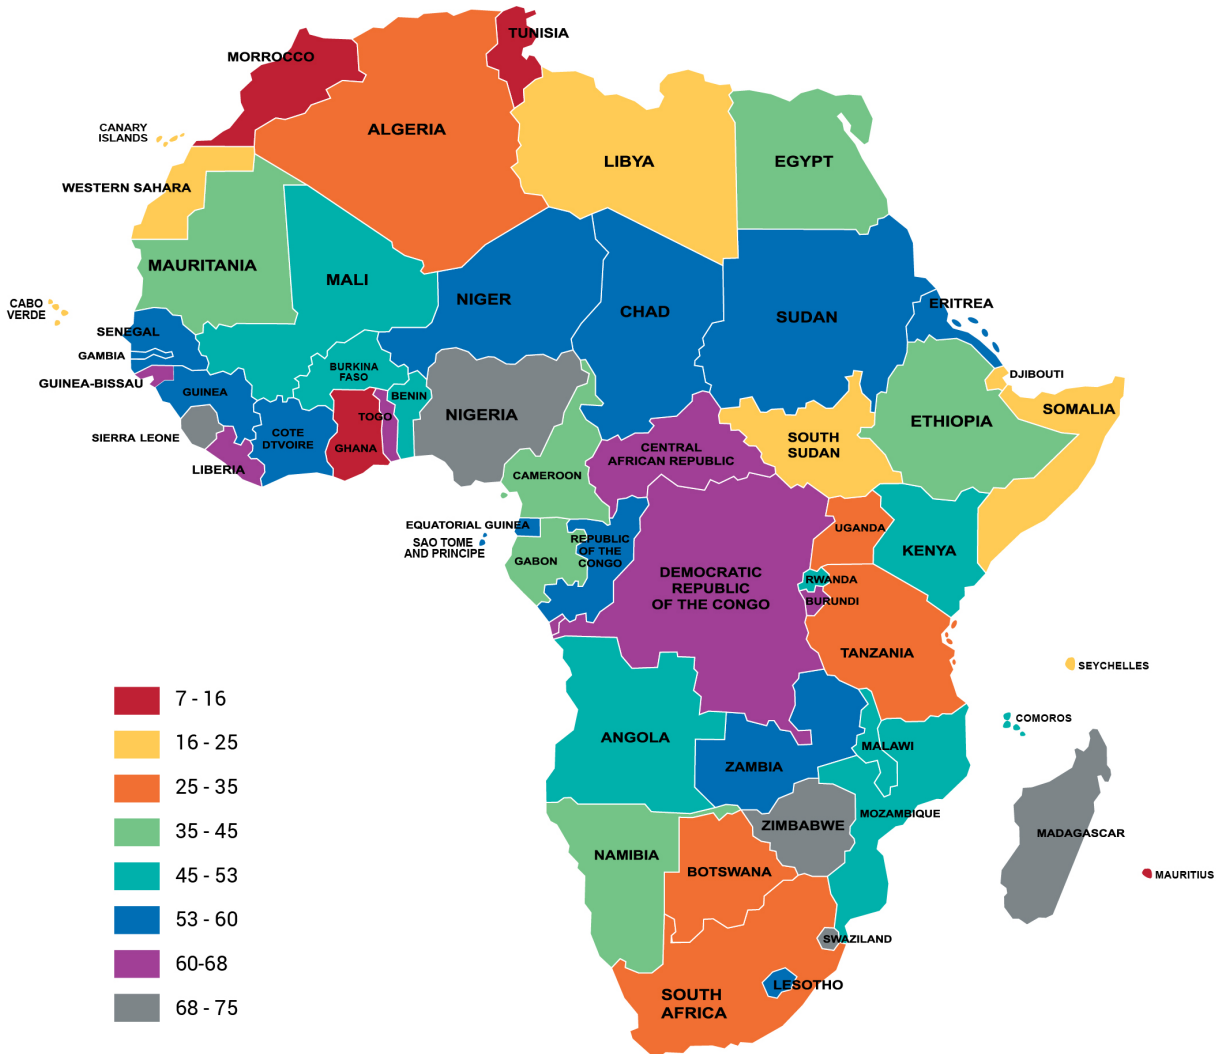 TUNISIA
MORROCCO
CANARY
ISLANDS
ALGERIA
LIBYA
EGYPT
WESTERN SAHARA
MAURITANIA
MALI
NIGER
CHAD
SUDAN
ERITREA
CABO
VERDE
SENEGAL
GAMBIA
GUINEA-BISSAU
GUINEA
BURKINA
FASO
BENIN
DJIBOUTI
SOMALIA
SIERRA LEONE
LIBERIA
COTE
DTVOIRE
TOGO
GHANA
NIGERIA
ETHIOPIA
SOUTH
SUDAN
CENTRAL
AFRICAN REPUBLIC
CAMEROON
EQUATORIAL GUINEA
SAO TOME
AND PRINCIPE
GABON
REPUBLIC
OF THE
CONGO
UGANDA
KENYA
RWANDA
BURUNDI
DEMOCRATIC
REPUBLIC
OF THE CONGO
TANZANIA
SEYCHELLES
COMOROS
ANGOLA
ZAMBIA
MALAWI
MOZAMBIQUE
ZIMBABWE
MADAGASCAR
MAURITIUS
NAMIBIA
BOTSWANA
SWAZILAND
LESOTHO
SOUTH
AFRICA
7 - 16
16 - 25
25 - 35
35 - 45
45 - 53
53 - 60
60-68
68 - 75